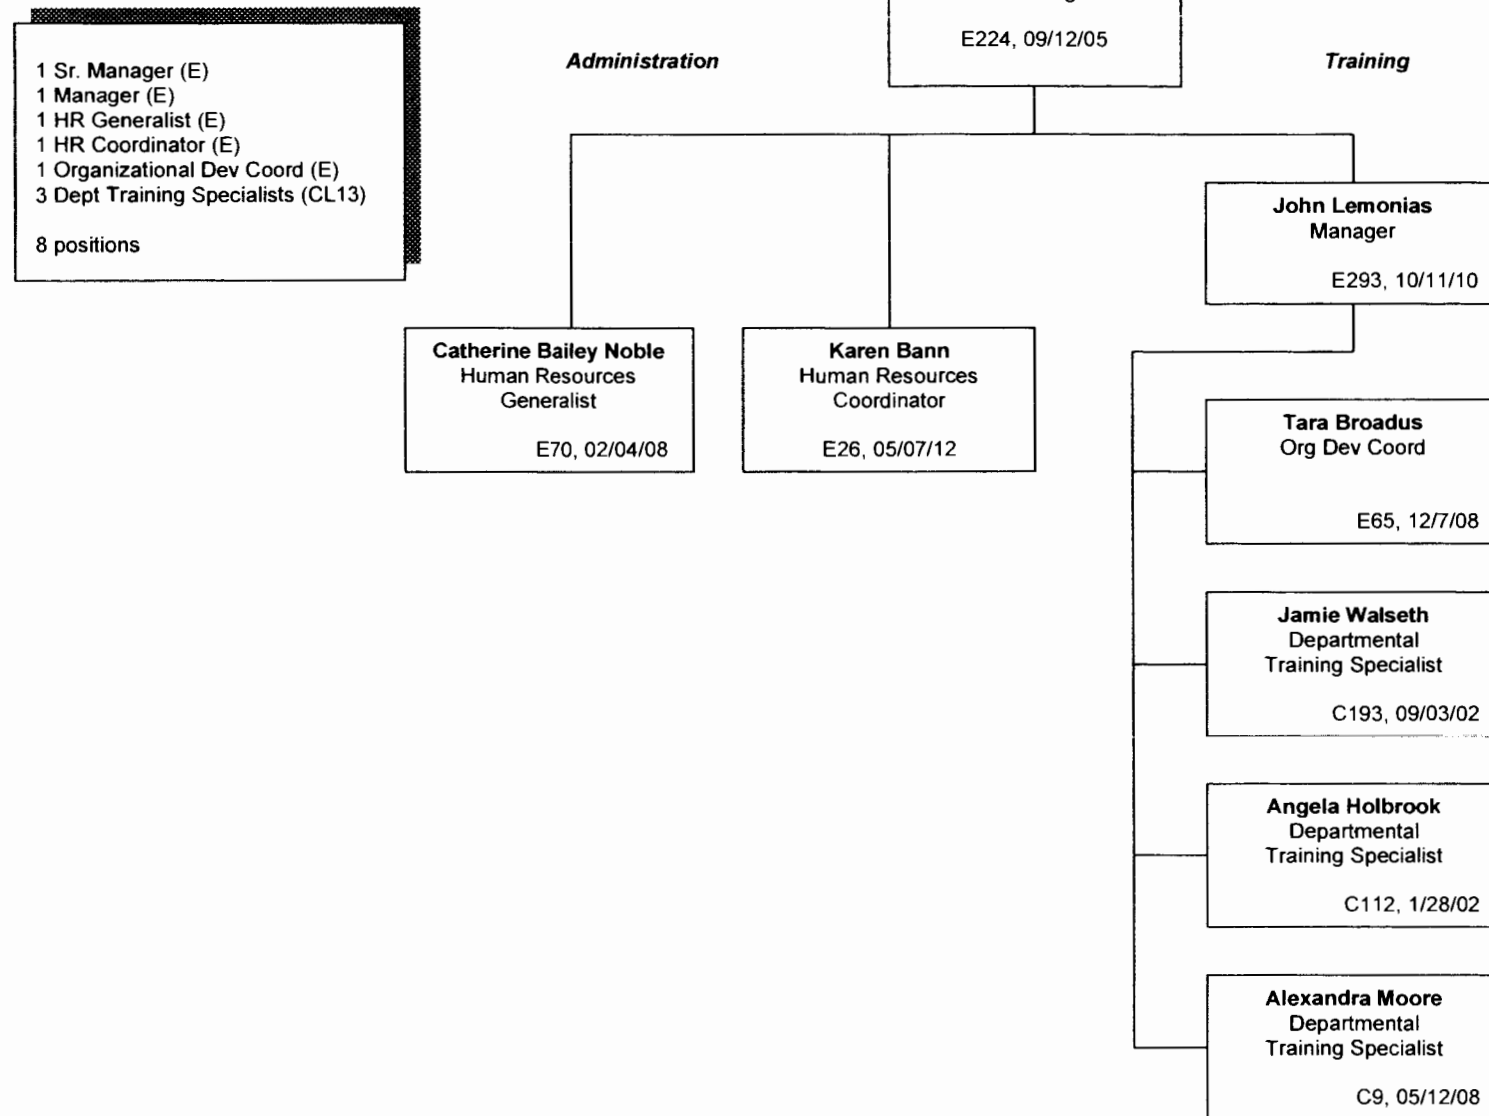 1 Sr. Manager (E)
1 Manager (E)
1 HR Generalist (E)
1 HR Coordinator (E)
1 Organizational Dev Coord (E)
3 Dept Training Specialists (CL13)
8 positions
Administration
E224, 09/12/05
Training
John Lemonias
Manager
E293, 10/11/10
Catherine Bailey Noble
Human Resources
Generalist
E70, 02/04/08
Karen Bann
Human Resources
Coordinator
E26, 05/07/12
Tara Broadus
Org Dev Coord
E65, 12/7/08
Jamie Walseth
Departmental
Training Specialist
C193, 09/03/02
Angela Holbrook
Departmental
Training Specialist
C112, 1/28/02
Alexandra Moore
Departmental
Training Specialist
C9, 05/12/08